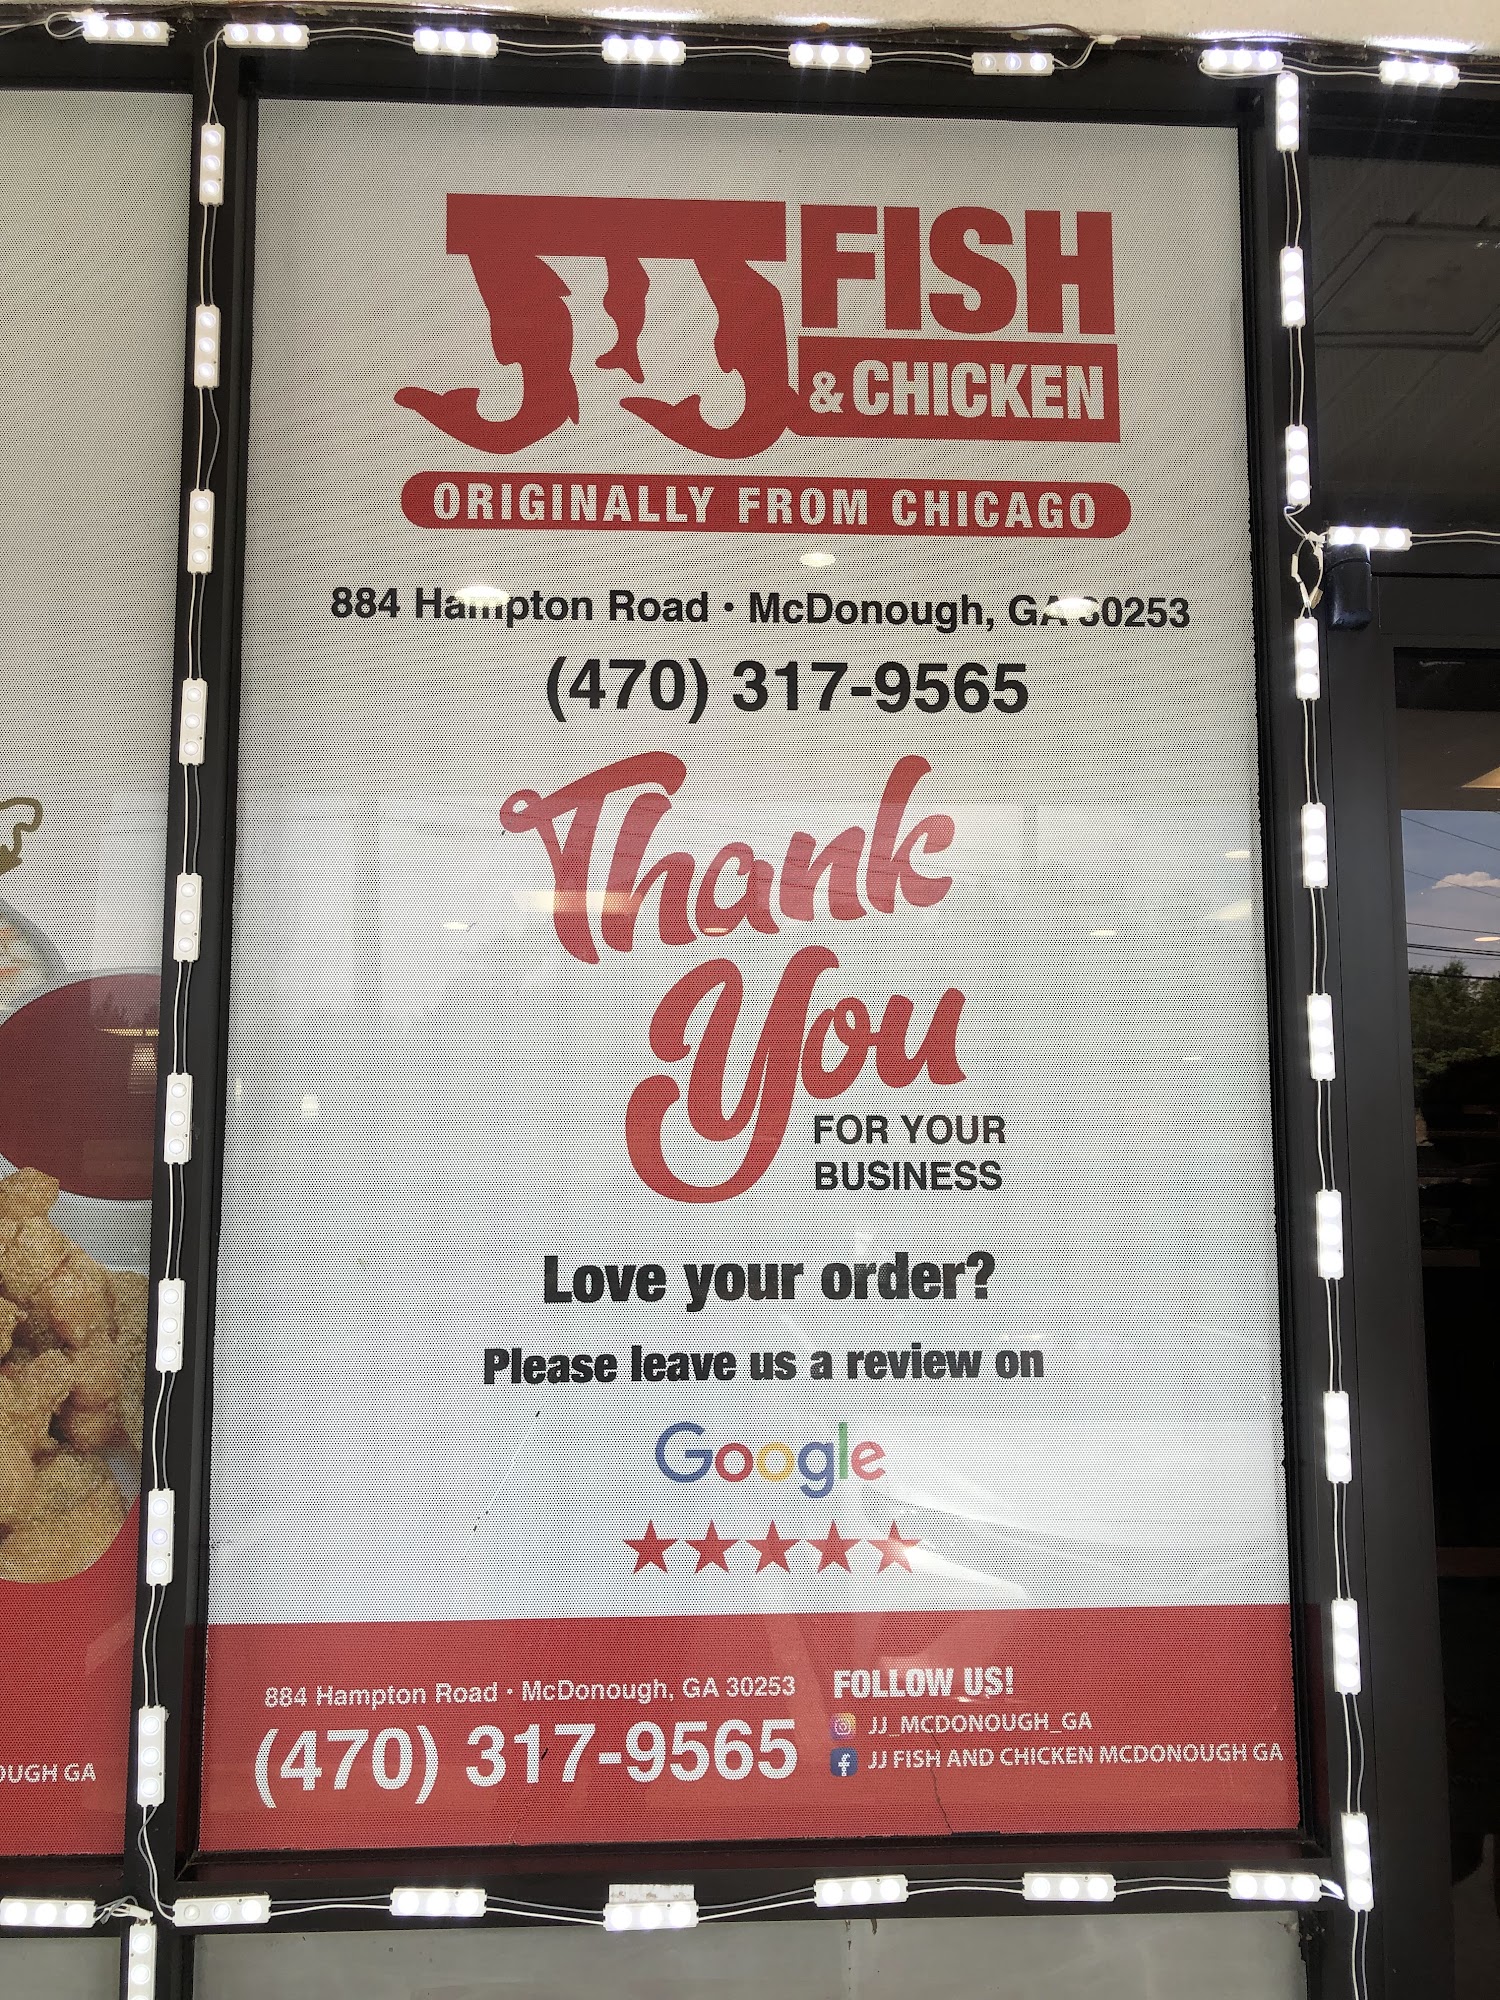 JJ FISH
& CHICKEN
ORIGINALLY FROM CHICAGO
884 Hampton Road • McDonough, GA 30253
(470) 317-9565
Thank
You
FOR YOUR
BUSINESS
Love your order?
Please leave us a review on
Google
884 Hampton Road • McDonough, GA 30253
(470) 317-9565
FOLLOW US!
JJ_MCDONOUGH_GA
JJ FISH AND CHICKEN MCDONOUGH GA
OUGH GA